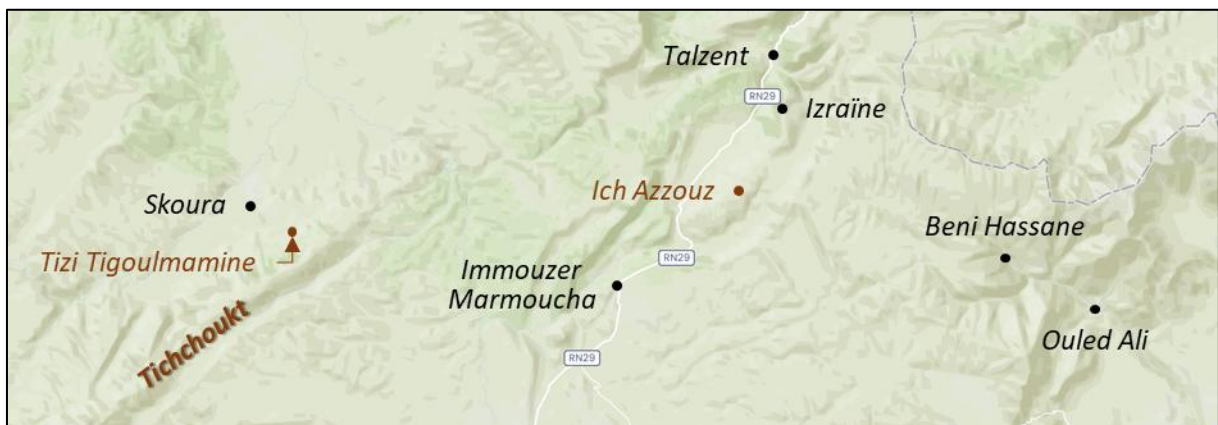 Talzent
RN29
Izraïne
Ich Azzouz
Skoura
Beni Hassane
Tizi Tigoulmamine
RN29
Immouzer
Marmoucha
Ouled Ali
Tichchoukt
RN29